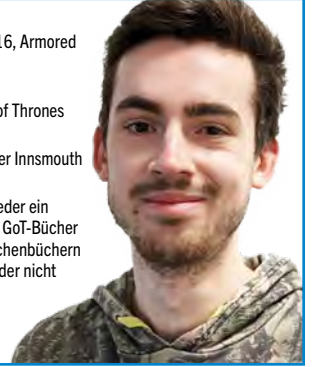 16, Armored
of Thrones
er Innsmouth
eder ein
GoT-Bücher
chenbüchern
der nicht